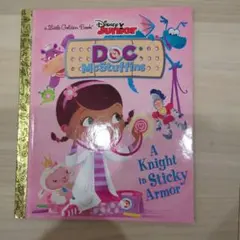 a Little Golden Book
Disney Junior
DOC
McStuffins
A
Knight
in Sticky
Armor